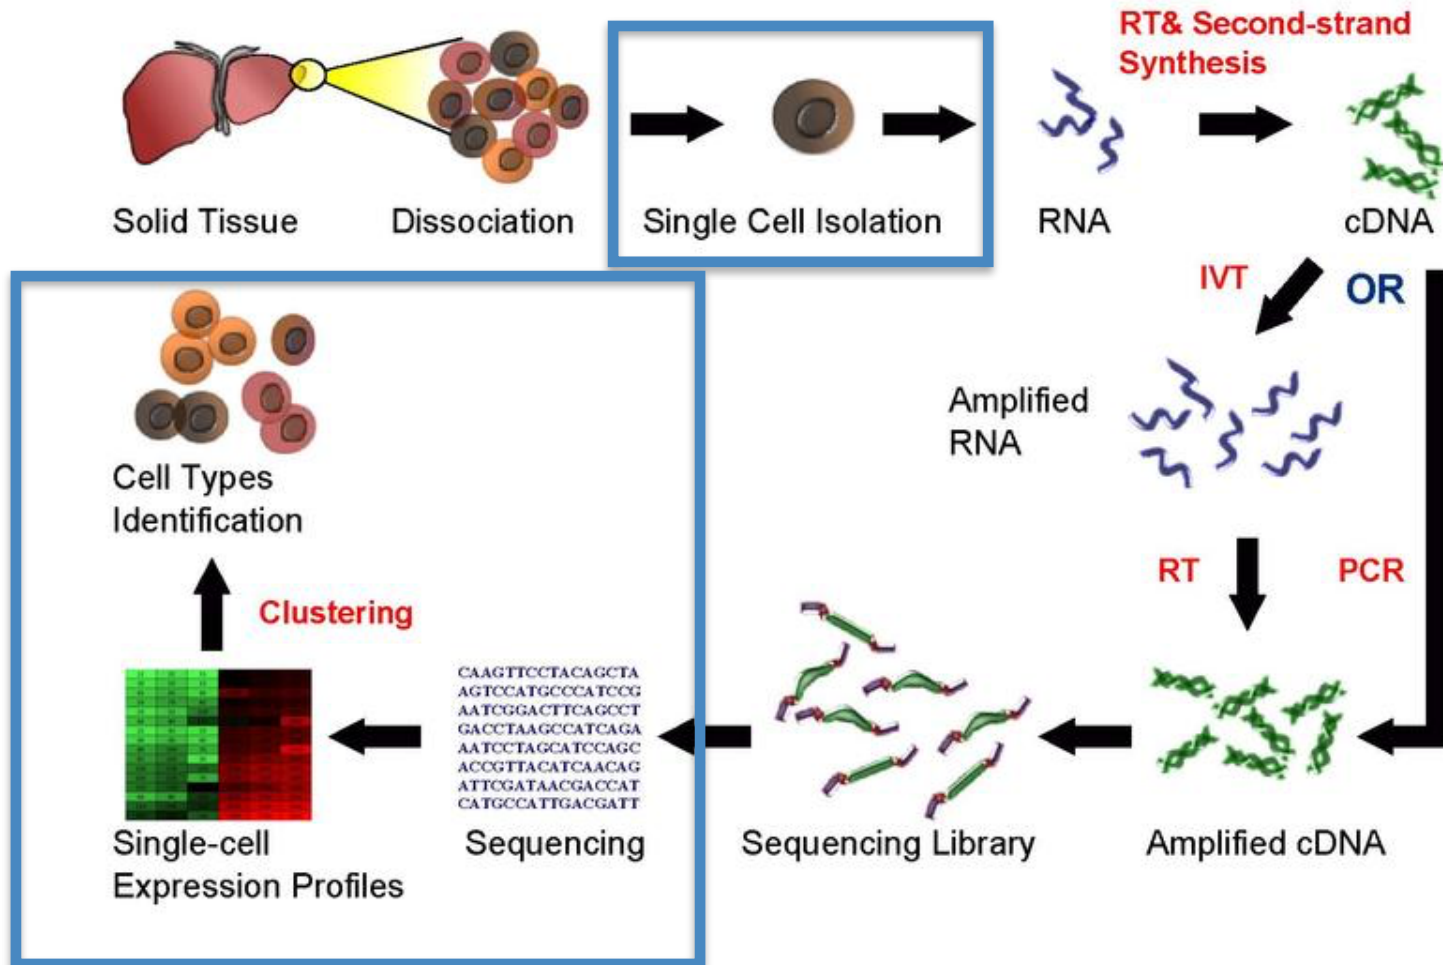 RT& Second-strand
Synthesis
Solid Tissue
Dissociation
Single Cell Isolation
RNA
cDNA
IVT
OR
Amplified
RNA
RT
PCR
Cell Types
Identification
Clustering
CAAGTTCCTACAGCTA
AGTCCATGCCCATCCG
AATCGGACTTCAGCCT
GACCTAAGCCATCAGA
AATCCTAGCATCCAGC
ACCGTTACATCAACAG
ATTCGATAACGACCAT
CATGCCATTGACGATT
Single-cell
Expression Profiles
Sequencing
Sequencing Library
Amplified cDNA